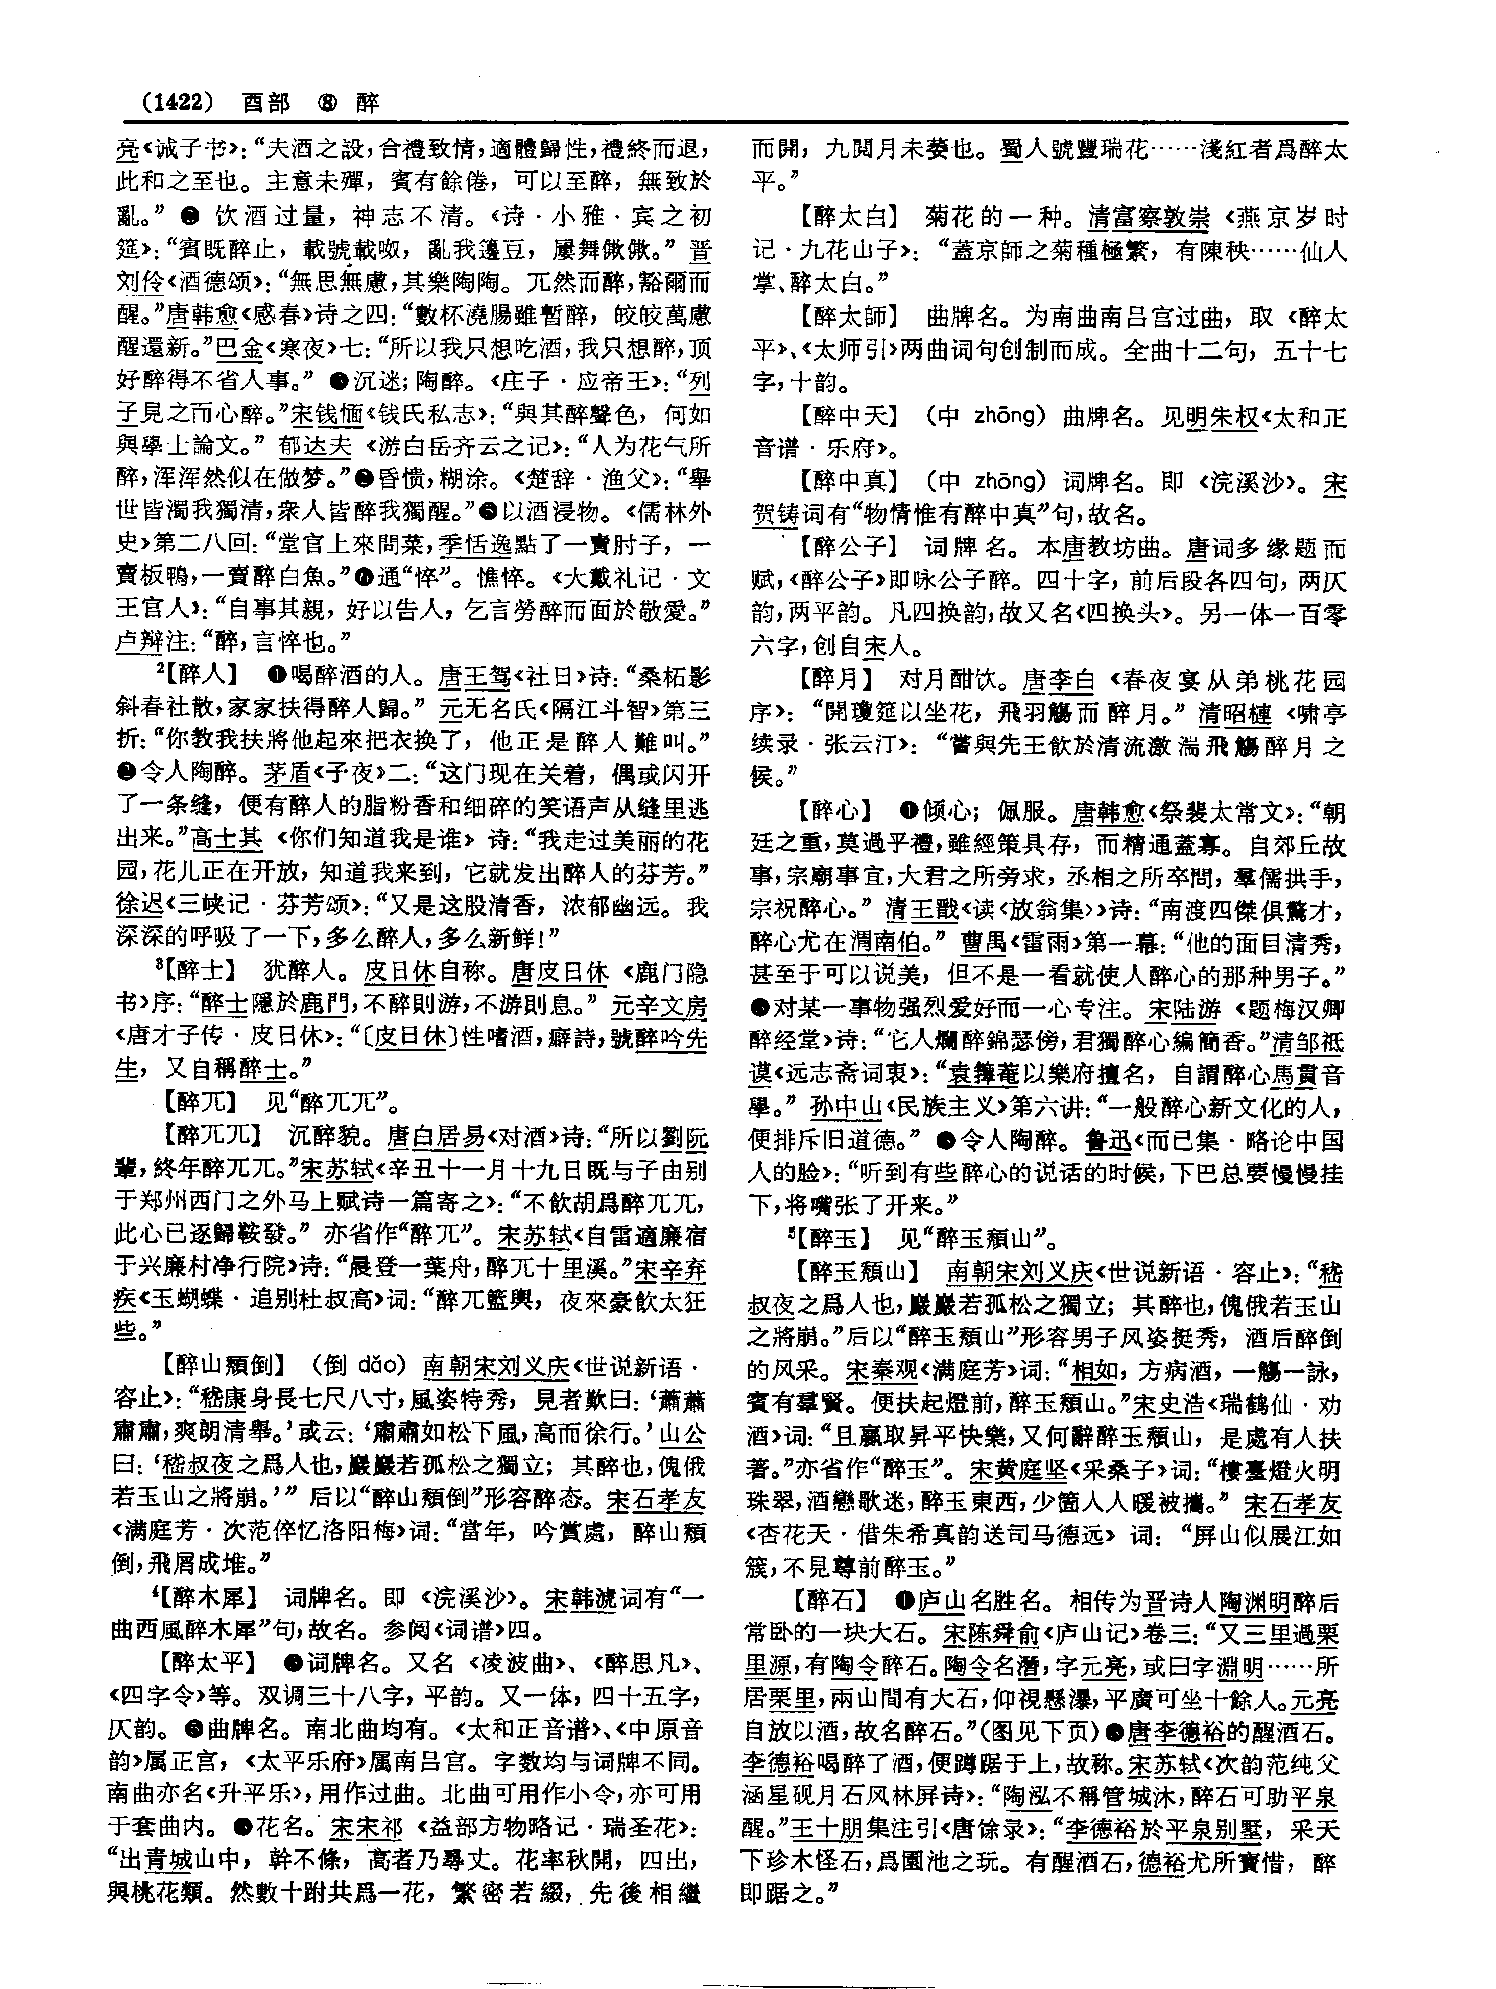 (1422) 酉部 ⑧ 醉
亮《诫子书》：“夫酒之設，合禮致情，適體歸性，禮終而退，
此和之至也。主意未殫，賓有餘倦，可以至醉，無致於
亂。” ❸ 饮酒过量，神志不清。《诗·小雅·宾之初
筵》：“賓既醉止，載號載呶，亂我籩豆，屢舞僛僛。” 晋
刘伶《酒德颂》：“無思無慮，其樂陶陶。兀然而醉，豁爾而
醒。”唐韩愈《感春》诗之四：“數杯澆腸雖暫醉，皎皎萬慮
醒還新。”巴金《寒夜》七：“所以我只想吃酒，我只想醉，顶
好醉得不省人事。” ❹沉迷；陶醉。《庄子·应帝王》：“列
子見之而心醉。”宋钱愐《钱氏私志》：“與其醉聲色，何如
與學士論文。” 郁达夫《游白岳齐云之记》：“人为花气所
醉，浑浑然似在做梦。”❺昏愦，糊涂。《楚辞·渔父》：“舉
世皆濁我獨清，衆人皆醉我獨醒。”❻以酒浸物。《儒林外
史》第二八回：“堂官上來問菜，季恬逸點了一賣肘子，一
賣板鴨，一賣醉白魚。”❼通“悴”。憔悴。《大戴礼记·文
王官人》：“自事其親，好以告人，乞言勞醉而面於敬愛。”
卢辩注：“醉，言悴也。”
²【醉人】 ❶喝醉酒的人。唐王驾《社日》诗：“桑柘影
斜春社散，家家扶得醉人歸。” 元无名氏《隔江斗智》第三
折：“你教我扶將他起來把衣换了，他正是醉人難叫。”
❷令人陶醉。茅盾《子夜》二：“这门现在关着，偶或闪开
了一条缝，便有醉人的脂粉香和细碎的笑语声从缝里逃
出来。”高士其《你们知道我是谁》诗：“我走过美丽的花
园，花儿正在开放，知道我来到，它就发出醉人的芬芳。”
徐迟《三峡记·芬芳颂》：“又是这股清香，浓郁幽远。我
深深的呼吸了一下，多么醉人，多么新鲜！”
³【醉士】 犹醉人。皮日休自称。唐皮日休《鹿门隐
书》序：“醉士隱於鹿門，不醉則游，不游則息。” 元辛文房
《唐才子传·皮日休》：“〔皮日休〕性嗜酒，癖詩，號醉吟先
生，又自稱醉士。”
【醉兀】 见“醉兀兀”。
【醉兀兀】 沉醉貌。唐白居易《对酒》诗：“所以劉阮
輩，終年醉兀兀。”宋苏轼《辛丑十一月十九日既与子由别
于郑州西门之外马上赋诗一篇寄之》：“不飲胡爲醉兀兀，
此心已逐歸鞍發。” 亦省作“醉兀”。宋苏轼《自雷適廉宿
于兴廉村净行院》诗：“晨登一葉舟，醉兀十里溪。”宋辛弃
疾《玉蝴蝶·追别杜叔高》词：“醉兀籃輿，夜來豪飲太狂
些。”
【醉山頹倒】 （倒 dǎo）南朝宋刘义庆《世说新语·
容止》：“嵇康身長七尺八寸，風姿特秀，見者歎曰：‘蕭蕭
肅肅，爽朗清舉。’或云：‘肅肅如松下風，高而徐行。’山公
曰：‘嵇叔夜之爲人也，巖巖若孤松之獨立；其醉也，傀俄
若玉山之將崩。’” 后以“醉山頹倒”形容醉态。宋石孝友
《满庭芳·次范倅忆洛阳梅》词：“當年，吟賞處，醉山頹
倒，飛屑成堆。”
⁴【醉木犀】 词牌名。即《浣溪沙》。宋韩淲词有“一
曲西風醉木犀”句，故名。参阅《词谱》四。
【醉太平】 ❶词牌名。又名《凌波曲》、《醉思凡》、
《四字令》等。双调三十八字，平韵。又一体，四十五字，
仄韵。❷曲牌名。南北曲均有。《太和正音谱》、《中原音
韵》属正宫，《太平乐府》属南吕宫。字数均与词牌不同。
南曲亦名《升平乐》，用作过曲。北曲可用作小令，亦可用
于套曲内。❸花名。宋宋祁《益部方物略记·瑞圣花》：
“出青城山中，幹不條，高者乃尋丈。花率秋開，四出，
與桃花類。然數十跗共爲一花，繁密若綴，先後相繼
而開，九閲月未萎也。蜀人號豐瑞花……淺紅者爲醉太
平。”
【醉太白】 菊花的一种。清富察敦崇《燕京岁时
记·九花山子》：“蓋京師之菊種極繁，有陳秧……仙人
掌、醉太白。”
【醉太師】 曲牌名。为南曲南吕宫过曲，取《醉太
平》、《太师引》两曲词句创制而成。全曲十二句，五十七
字，十韵。
【醉中天】 （中 zhōng）曲牌名。见明朱权《太和正
音谱·乐府》。
【醉中真】 （中 zhōng）词牌名。即《浣溪沙》。宋
贺铸词有“物情惟有醉中真”句，故名。
【醉公子】 词牌名。本唐教坊曲。唐词多缘题而
赋，《醉公子》即咏公子醉。四十字，前后段各四句，两仄
韵，两平韵。凡四换韵，故又名《四换头》。另一体一百零
六字，创自宋人。
【醉月】 对月酣饮。唐李白《春夜宴从弟桃花园
序》：“開瓊筵以坐花，飛羽觴而醉月。” 清昭槤《啸亭
续录·张云汀》：“嘗與先王飲於清流激湍飛觴醉月之
候。”
【醉心】 ❶倾心；佩服。唐韩愈《祭裴太常文》：“朝
廷之重，莫過乎禮，雖經策具存，而精通蓋寡。自郊丘故
事，宗廟事宜，大君之所旁求，丞相之所卒問，羣儒拱手，
宗祝醉心。” 清王戬《读〈放翁集〉》诗：“南渡四傑俱驚才，
醉心尤在渭南伯。” 曹禺《雷雨》第一幕：“他的面目清秀，
甚至于可以说美，但不是一看就使人醉心的那种男子。”
❷对某一事物强烈爱好而一心专注。宋陆游《题梅汉卿
醉经堂》诗：“它人爛醉錦瑟傍，君獨醉心編簡香。”清邹祗
谟《远志斋词衷》：“袁籜菴以樂府擅名，自謂醉心馬貫音
學。” 孙中山《民族主义》第六讲：“一般醉心新文化的人，
便排斥旧道德。” ❸令人陶醉。鲁迅《而已集·略论中国
人的脸》：“听到有些醉心的说话的时候，下巴总要慢慢挂
下，将嘴张了开来。”
⁵【醉玉】 见“醉玉頹山”。
【醉玉頹山】 南朝宋刘义庆《世说新语·容止》：“嵇
叔夜之爲人也，巖巖若孤松之獨立；其醉也，傀俄若玉山
之將崩。”后以“醉玉頹山”形容男子风姿挺秀，酒后醉倒
的风采。宋秦观《满庭芳》词：“相如，方病酒，一觴一詠，
賓有羣賢。便扶起燈前，醉玉頹山。”宋史浩《瑞鹤仙·劝
酒》词：“且赢取昇平快樂，又何辭醉玉頹山，是處有人扶
著。”亦省作“醉玉”。宋黄庭坚《采桑子》词：“樓臺燈火明
珠翠，酒戀歌迷，醉玉東西，少箇人人暖被攜。” 宋石孝友
《杏花天·借朱希真韵送司马德远》词：“屏山似展江如
簇，不見尊前醉玉。”
【醉石】 ❶庐山名胜名。相传为晋诗人陶渊明醉后
常卧的一块大石。宋陈舜俞《庐山记》卷三：“又三里過栗
里源，有陶令醉石。陶令名潛，字元亮，或曰字淵明……所
居栗里，兩山間有大石，仰視懸瀑，平廣可坐十餘人。元亮
自放以酒，故名醉石。”（图见下页）❷唐李德裕的醒酒石。
李德裕喝醉了酒，便蹲踞于上，故称。宋苏轼《次韵范纯父
涵星砚月石风林屏诗》：“陶泓不稱管城沐，醉石可助平泉
醒。”王十朋集注引《唐馀录》：“李德裕於平泉别墅，采天
下珍木怪石，爲園池之玩。有醒酒石，德裕尤所寶惜，醉
即踞之。”